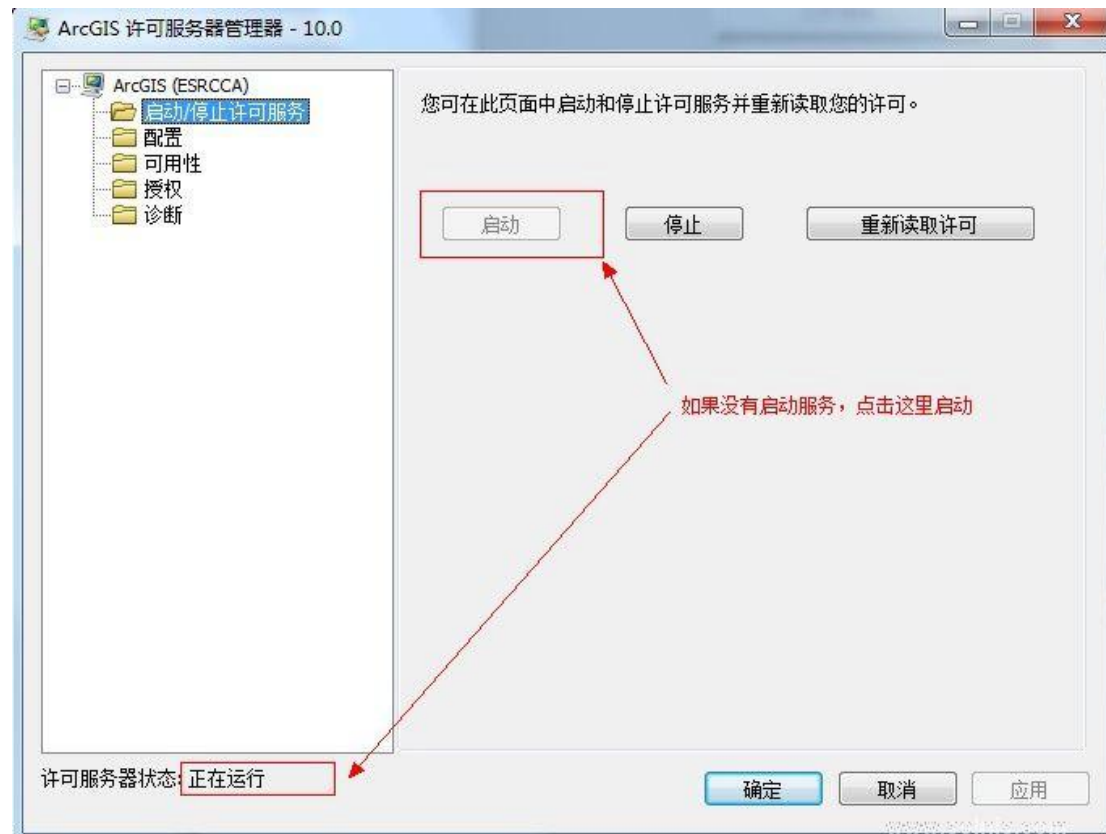 ArcGIS 许可服务器管理器 - 10.0
ArcGIS (ESRCCA)
启动/停止许可服务
配置
可用性
授权
诊断
您可在此页面中启动和停止许可服务并重新读取您的许可。
启动
停止
重新读取许可
如果没有启动服务，点击这里启动
许可服务器状态: 正在运行
确定
取消
应用